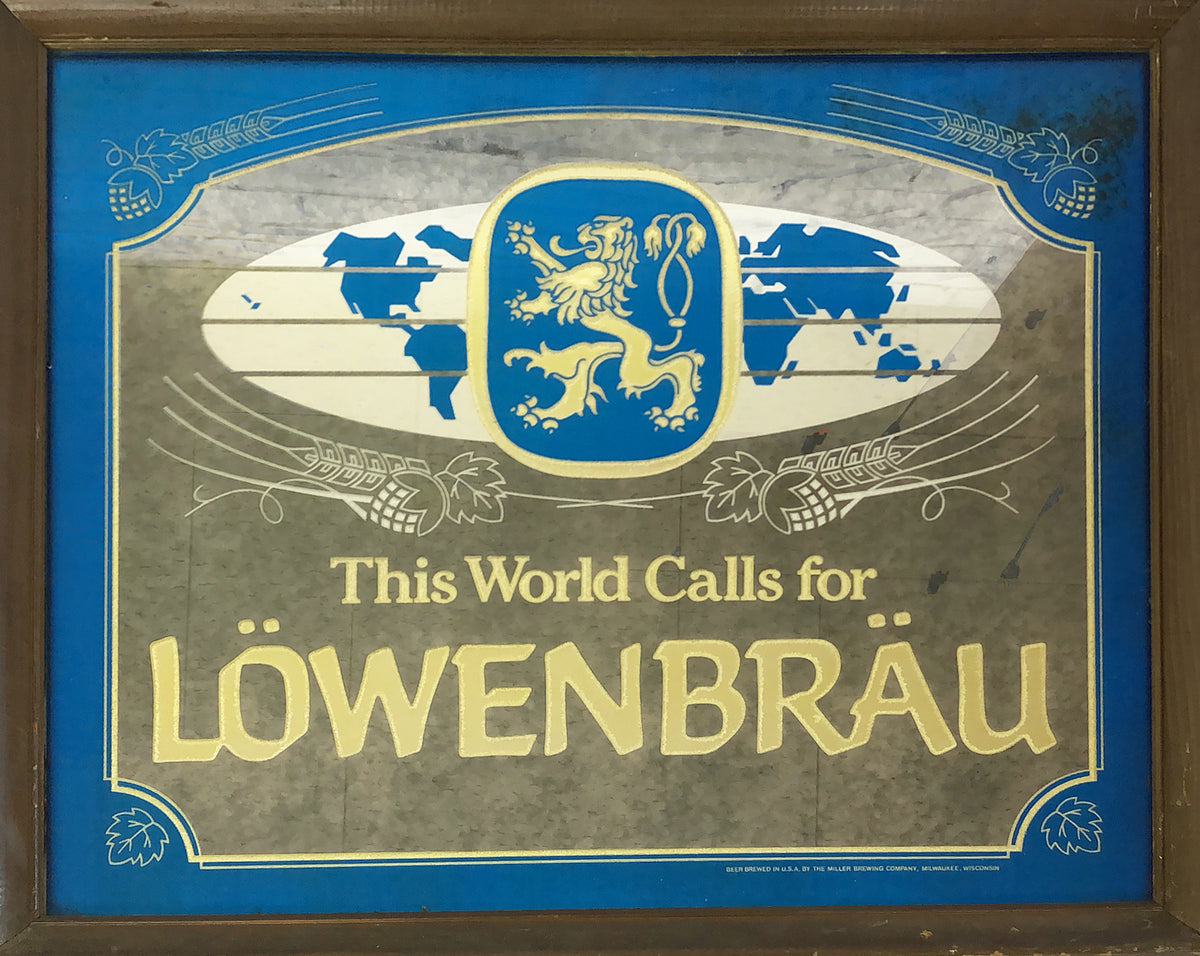 This World Calls for
LÖWENBRÄU
BEER BREWED IN U.S.A. BY THE MILLER BREWING COMPANY, MILWAUKEE, WISCONSIN